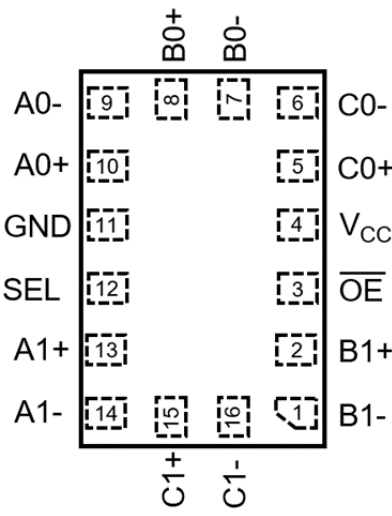 B0+ B0-
A0- 9 8 7 6 C0-
A0+ 10 5 C0+
GND 11 4 VCC
SEL 12 3 OE
A1+ 13 2 B1+
A1- 14 15 16 1 B1-
C1+ C1-